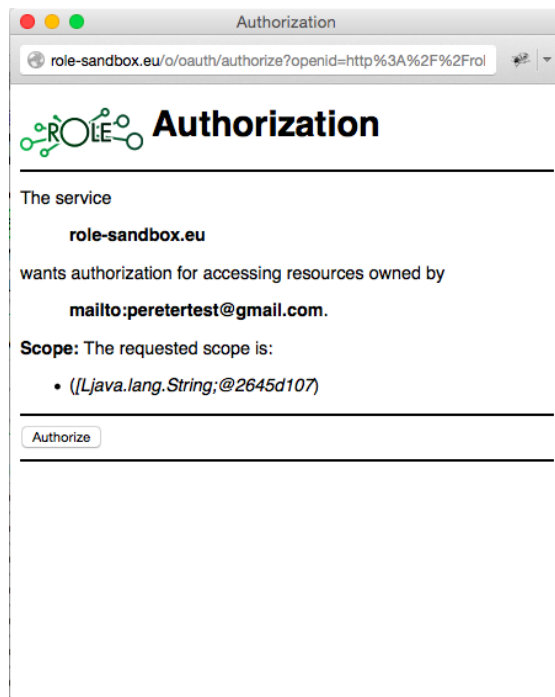 Authorization
role-sandbox.eu/o/oauth/authorize?openid=http%3A%2F%2Frol
ROLE Authorization
The service
role-sandbox.eu
wants authorization for accessing resources owned by
mailto:peretertest@gmail.com.
Scope: The requested scope is:
• ([Ljava.lang.String;@2645d107)
Authorize